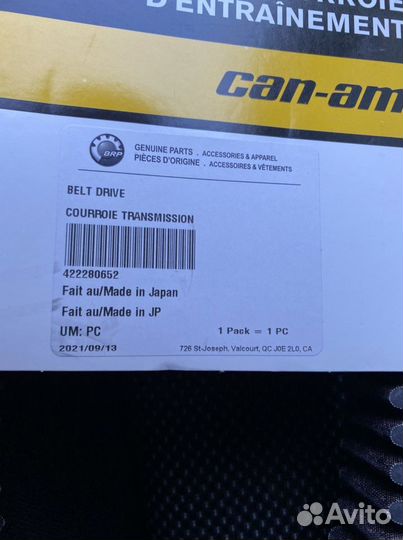 D'ENTRAÎNEMENT
can-am
BRP
GENUINE PARTS · ACCESSORIES & APPAREL
PIÈCES D'ORIGINE · ACCESSOIRES & VÊTEMENTS
BELT DRIVE
COURROIE TRANSMISSION
422280652
Fait au/Made in Japan
Fait au/Made in JP
UM: PC
1 Pack = 1 PC
2021/09/13
726 St-Joseph, Valcourt, QC J0E 2L0, CA
Avito